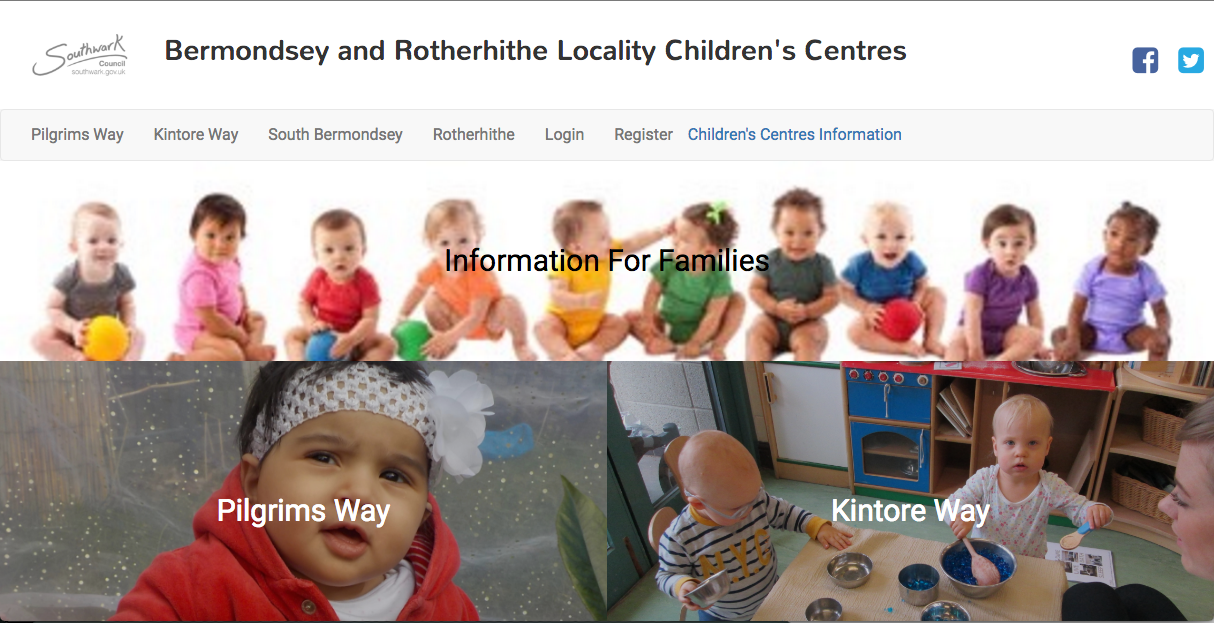 Southwark
Council
southwark.gov.uk
Bermondsey and Rotherhithe Locality Children's Centres
Pilgrims Way
Kintore Way
South Bermondsey
Rotherhithe
Login
Register
Children's Centres Information
Information For Families
Pilgrims Way
Kintore Way
N.Y.C